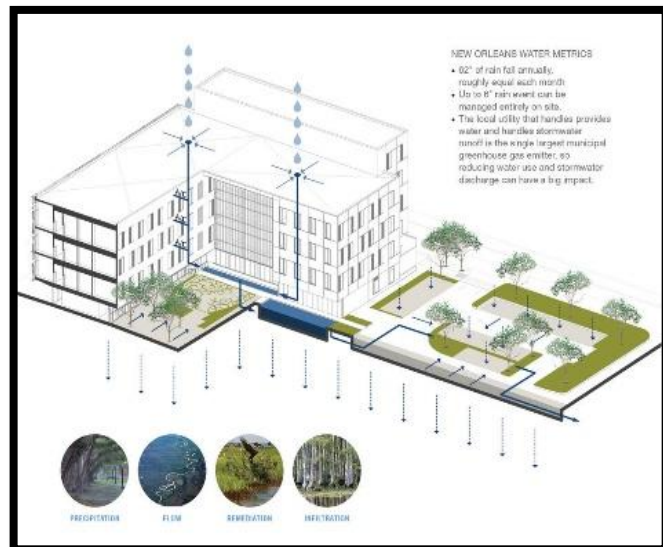 NEW ORLEANS WATER METRICS
• 62" of rain fall annually,
roughly equal each month
• Up to 6" rain event can be
managed entirely on site.
• The local utility that handles provides
water and handles stormwater
runoff is the single largest municipal
greenhouse gas emitter, so
reducing water use and stormwater
discharge can have a big impact.
PRECIPITATION
FLOW
REMEDIATION
INFILTRATION